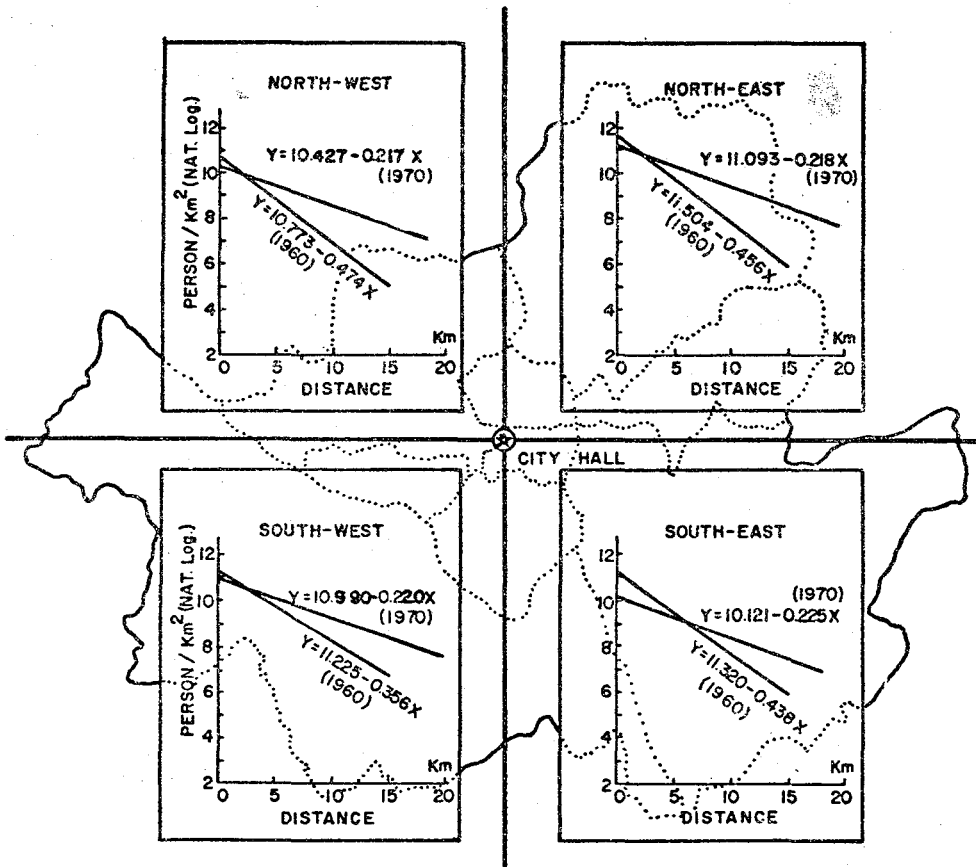 NORTH-WEST
PERSON / Km² (NAT. Log.)
12
10
8
6
4
2
Y=10.427-0.217 X
(1970)
Y=10.773-0.474X
(1960)
Km
0 5 10 15 20
DISTANCE
NORTH-EAST
12
10
8
6
4
2
Y=11.093-0.218X
(1970)
Y=11.504-0.456X
(1960)
Km
0 5 10 15 20
DISTANCE
CITY HALL
SOUTH-WEST
PERSON / Km² (NAT. Log.)
12
10
8
6
4
2
Y=10.980-0.220X
(1970)
Y=11.225-0.356X
(1960)
Km
0 5 10 15 20
DISTANCE
SOUTH-EAST
12
10
8
6
4
2
(1970)
Y=10.121-0.225X
Y=11.320-0.438X
(1960)
Km
0 5 10 15 20
DISTANCE